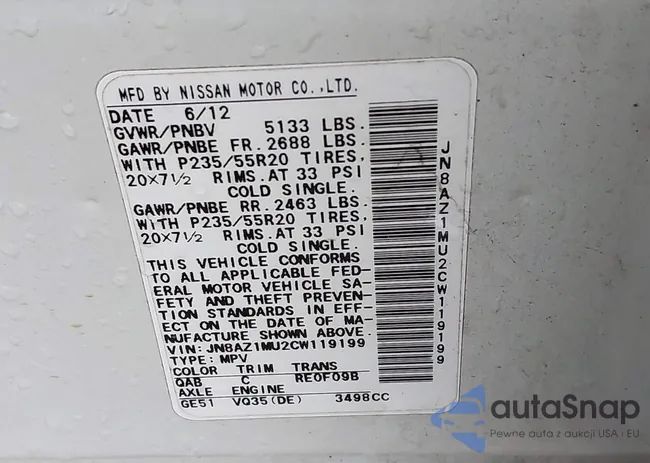 MFD BY NISSAN MOTOR CO.,LTD.
DATE 6/12
GVWR/PNBV 5133 LBS.
GAWR/PNBE FR. 2688 LBS.
WITH P235/55R20 TIRES,
20×7½ RIMS.AT 33 PSI
COLD SINGLE.
GAWR/PNBE RR. 2463 LBS.
WITH P235/55R20 TIRES,
20×7½ RIMS.AT 33 PSI
COLD SINGLE.
THIS VEHICLE CONFORMS
TO ALL APPLICABLE FED-
ERAL MOTOR VEHICLE SA-
FETY AND THEFT PREVEN-
TION STANDARDS IN EFF-
ECT ON THE DATE OF MA-
NUFACTURE SHOWN ABOVE.
VIN: JN8AZ1MU2CW119199
TYPE: MPV
COLOR TRIM TRANS
QAB C RE0F09B
AXLE ENGINE
GE51 VQ35(DE) 3498CC
JN8AZ1MU2CW119199
autaSnap
Pewne auta z aukcji USA i EU